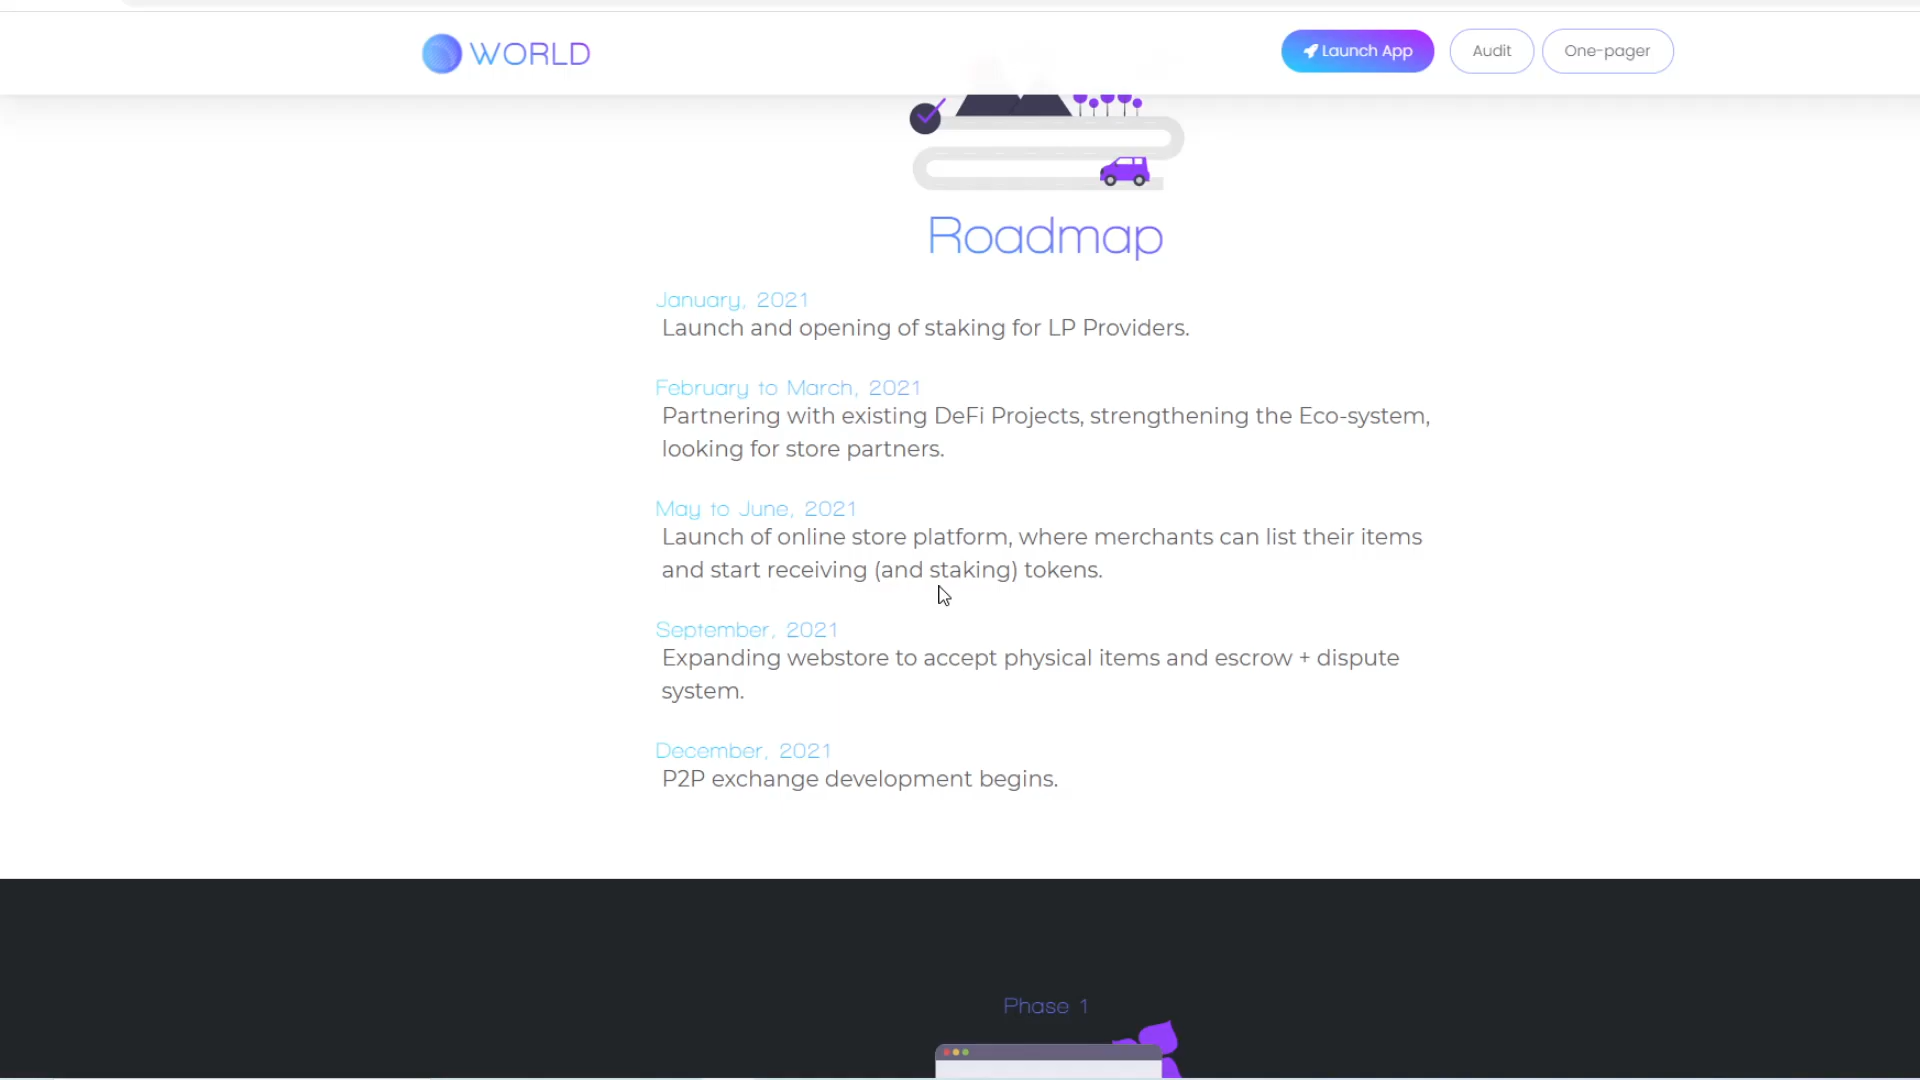 WORLD
Launch App
Audit
One-pager
Roadmap
January, 2021
Launch and opening of staking for LP Providers.
February to March, 2021
Partnering with existing DeFi Projects, strengthening the Eco-system,
looking for store partners.
May to June, 2021
Launch of online store platform, where merchants can list their items
and start receiving (and staking) tokens.
September, 2021
Expanding webstore to accept physical items and escrow + dispute
system.
December, 2021
P2P exchange development begins.
Phase 1